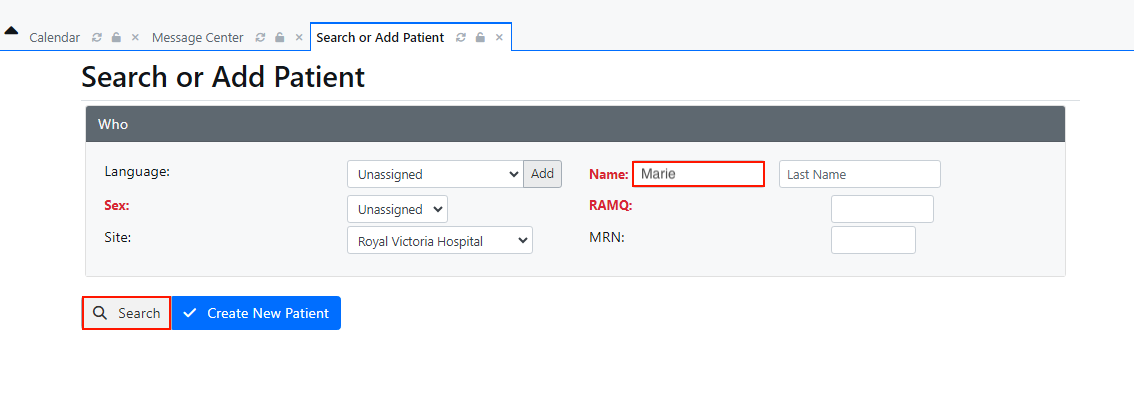 Calendar Message Center Search or Add Patient
Search or Add Patient
Who
Language: Unassigned Add Name: Marie Last Name
Sex: Unassigned RAMQ:
Site: Royal Victoria Hospital MRN:
Search Create New Patient